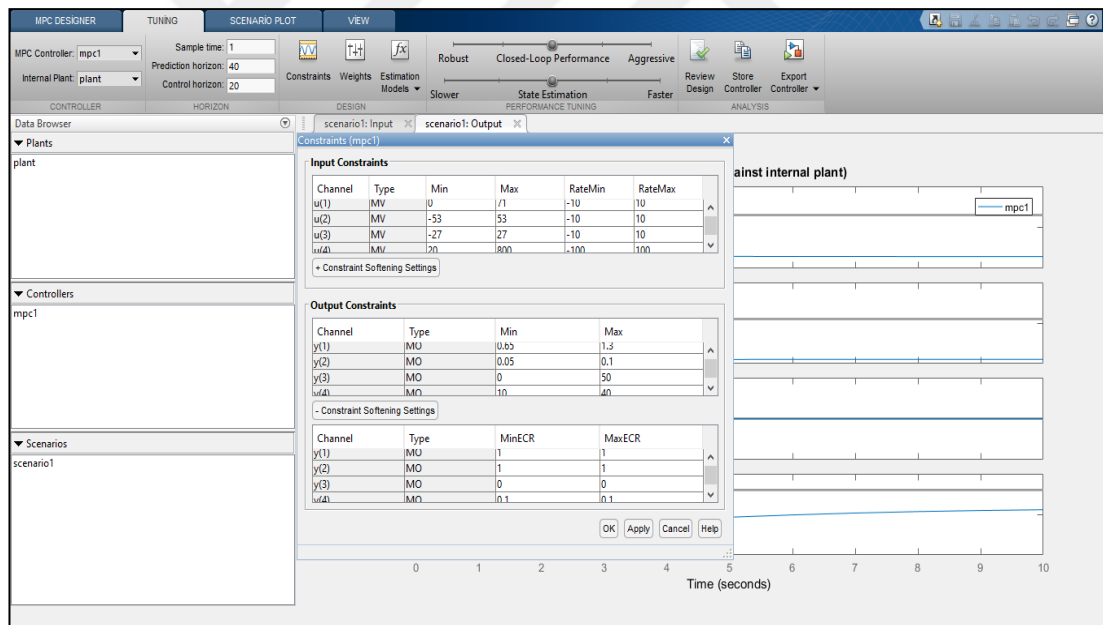 MPC DESIGNER TUNING SCENARIO PLOT VIEW
MPC Controller: mpc1
Internal Plant: plant
CONTROLLER
Sample time: 1
Prediction horizon: 40
Control horizon: 20
HORIZON
Constraints Weights Estimation Models
DESIGN
Robust Closed-Loop Performance Aggressive
Slower State Estimation Faster
PERFORMANCE TUNING
Review Design Store Controller Export Controller
ANALYSIS
Data Browser
scenario1: Input scenario1: Output
Plants
plant
Controllers
mpc1
Scenarios
scenario1
Constraints (mpc1)
Input Constraints
Channel Type Min Max RateMin RateMax
u(1) MV 0 71 -10 10
u(2) MV -53 53 -10 10
u(3) MV -27 27 -10 10
u(4) MV 20 800 -100 100
+ Constraint Softening Settings
Output Constraints
Channel Type Min Max
y(1) MO 0.65 1.3
y(2) MO 0.05 0.1
y(3) MO 0 50
y(4) MO 10 40
- Constraint Softening Settings
Channel Type MinECR MaxECR
y(1) MO 1 1
y(2) MO 1 1
y(3) MO 0 0
y(4) MO 0.1 0.1
OK Apply Cancel Help
ainst internal plant)
mpc1
0 1 2 3 4 5 6 7 8 9 10
Time (seconds)